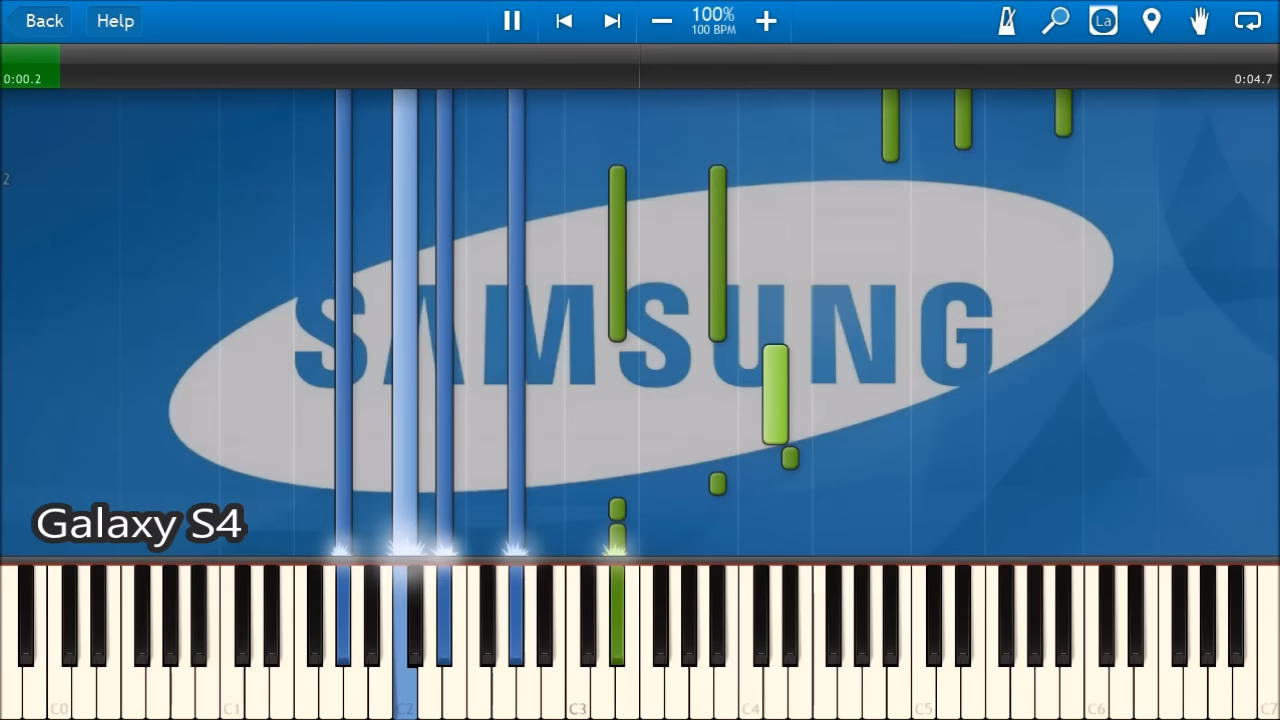 Back
Help
100%
100 BPM
La
0:00.2
0:04.7
2
SAMSUNG
Galaxy S4
C0
C1
C2
C3
C4
C5
C6
C7